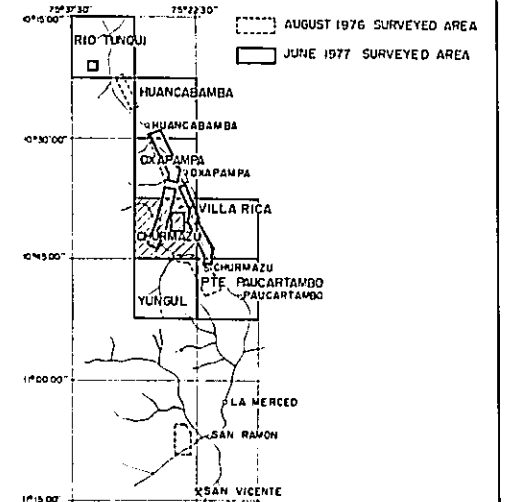 75°37'30" 75°22'30"
10°15'00"
AUGUST 1976 SURVEYED AREA
RIO TUNQUI
JUNE 1977 SURVEYED AREA
HUANCABAMBA
HUANCABAMBA
10°30'00"
OXAPAMPA
OXAPAMPA
VILLA RICA
CHURMAZU
10°45'00"
CHURMAZU
PTE PAUCARTAMBO
YUNGUL
PAUCARTAMBO
11°00'00"
LA MERCED
SAN RAMON
11°15'00"
SAN VICENTE